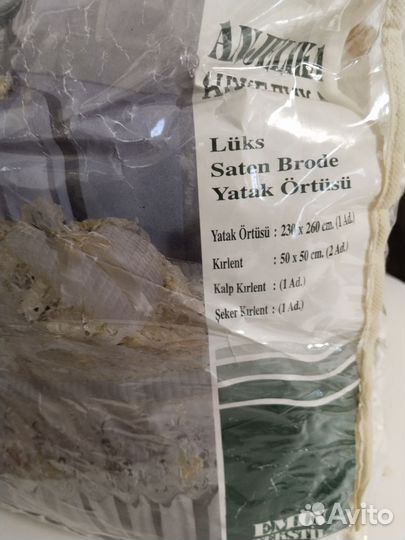 Lüks
Saten Brode
Yatak Örtüsü
Yatak Örtüsü : 230 x 260 cm. (1 Ad.)
Kırlent : 50 x 50 cm. (2 Ad.)
Kalp Kırlent : (1 Ad.)
Şeker Kırlent : (1 Ad.)
Avito